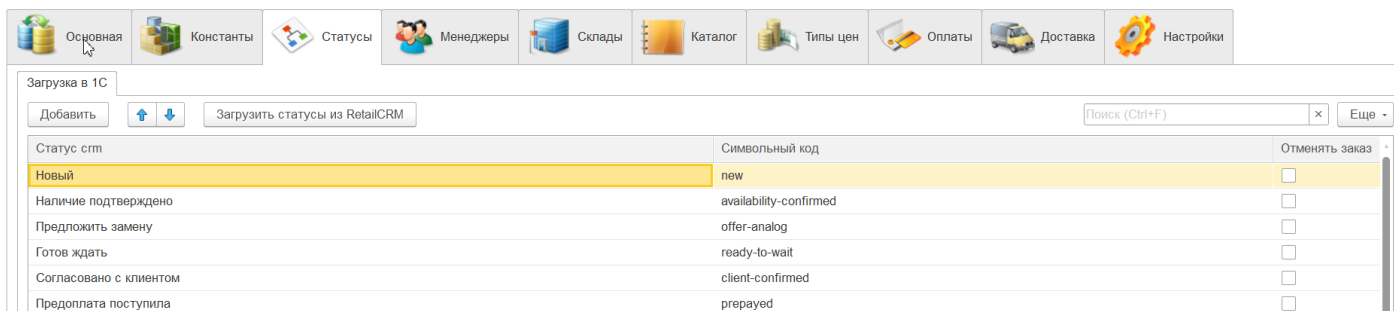 Основная Константы Статусы Менеджеры Склады Каталог Типы цен Оплаты Доставка Настройки
Загрузка в 1С
Добавить Загрузить статусы из RetailCRM Поиск (Ctrl+F) × Еще
Статус crm Символьный код Отменять заказ
Новый new
Наличие подтверждено availability-confirmed
Предложить замену offer-analog
Готов ждать ready-to-wait
Согласовано с клиентом client-confirmed
Предоплата поступила prepayed